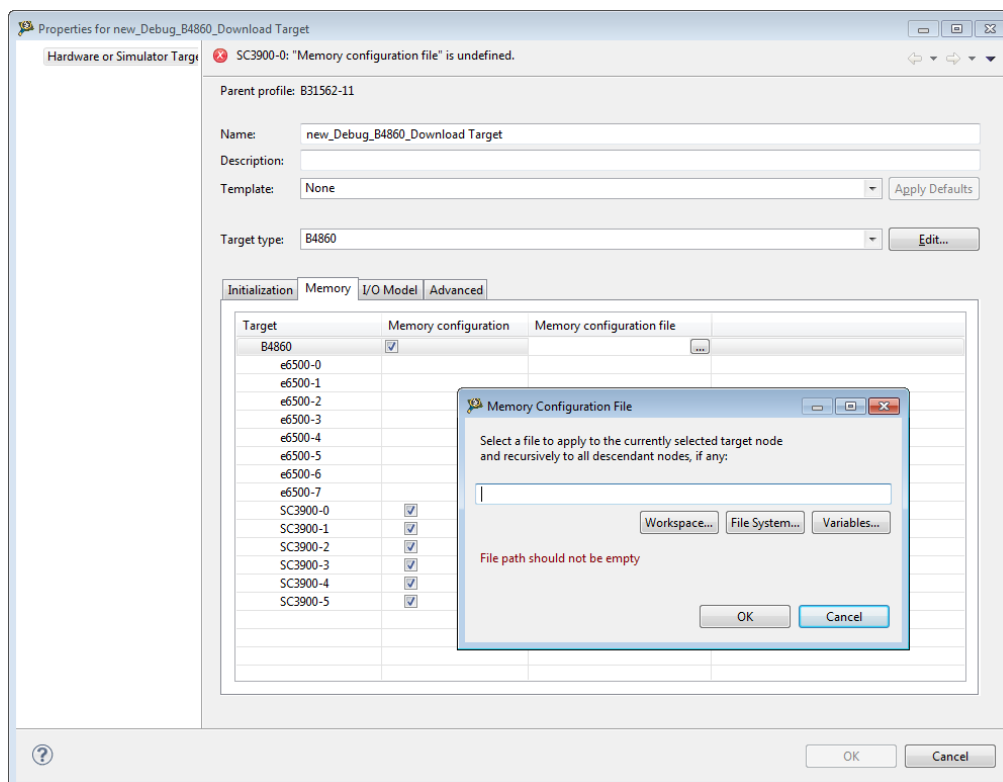 Properties for new_Debug_B4860_Download Target
Hardware or Simulator Targe
SC3900-0: "Memory configuration file" is undefined.
Parent profile: B31562-11
Name: new_Debug_B4860_Download Target
Description:
Template: None Apply Defaults
Target type: B4860 Edit...
Initialization Memory I/O Model Advanced
Target Memory configuration Memory configuration file
B4860 ...
e6500-0
e6500-1
e6500-2
e6500-3
e6500-4
e6500-5
e6500-6
e6500-7
SC3900-0
SC3900-1
SC3900-2
SC3900-3
SC3900-4
SC3900-5
Memory Configuration File
Select a file to apply to the currently selected target node
and recursively to all descendant nodes, if any:
Workspace... File System... Variables...
File path should not be empty
OK Cancel
? OK Cancel